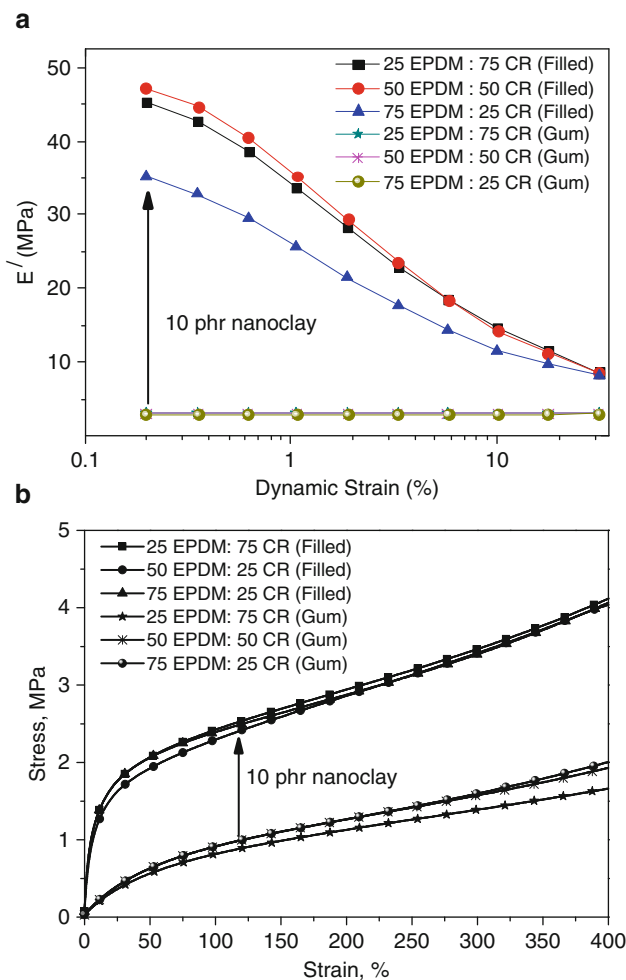 a
50
40
30
20
10
E / (MPa)
25 EPDM : 75 CR (Filled)
50 EPDM : 50 CR (Filled)
75 EPDM : 25 CR (Filled)
25 EPDM : 75 CR (Gum)
50 EPDM : 50 CR (Gum)
75 EPDM : 25 CR (Gum)
10 phr nanoclay
0.1 1 10
Dynamic Strain (%)
b
5
4
3
2
1
0
Stress, MPa
25 EPDM: 75 CR (Filled)
50 EPDM: 25 CR (Filled)
75 EPDM: 25 CR (Filled)
25 EPDM: 75 CR (Gum)
50 EPDM: 50 CR (Gum)
75 EPDM: 25 CR (Gum)
10 phr nanoclay
0 50 100 150 200 250 300 350 400
Strain, %